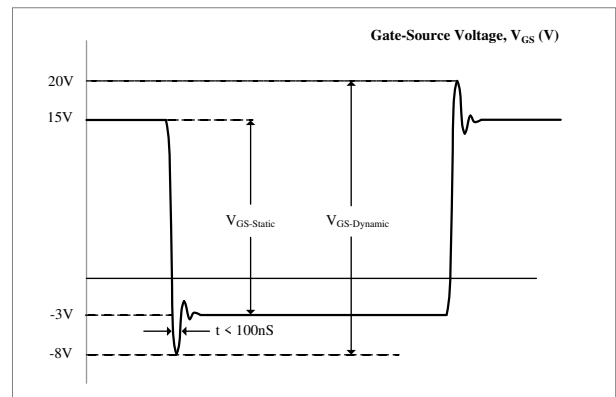 Gate-Source Voltage, VGS (V)
20V
15V
VGS-Static
VGS-Dynamic
-3V
t < 100nS
-8V